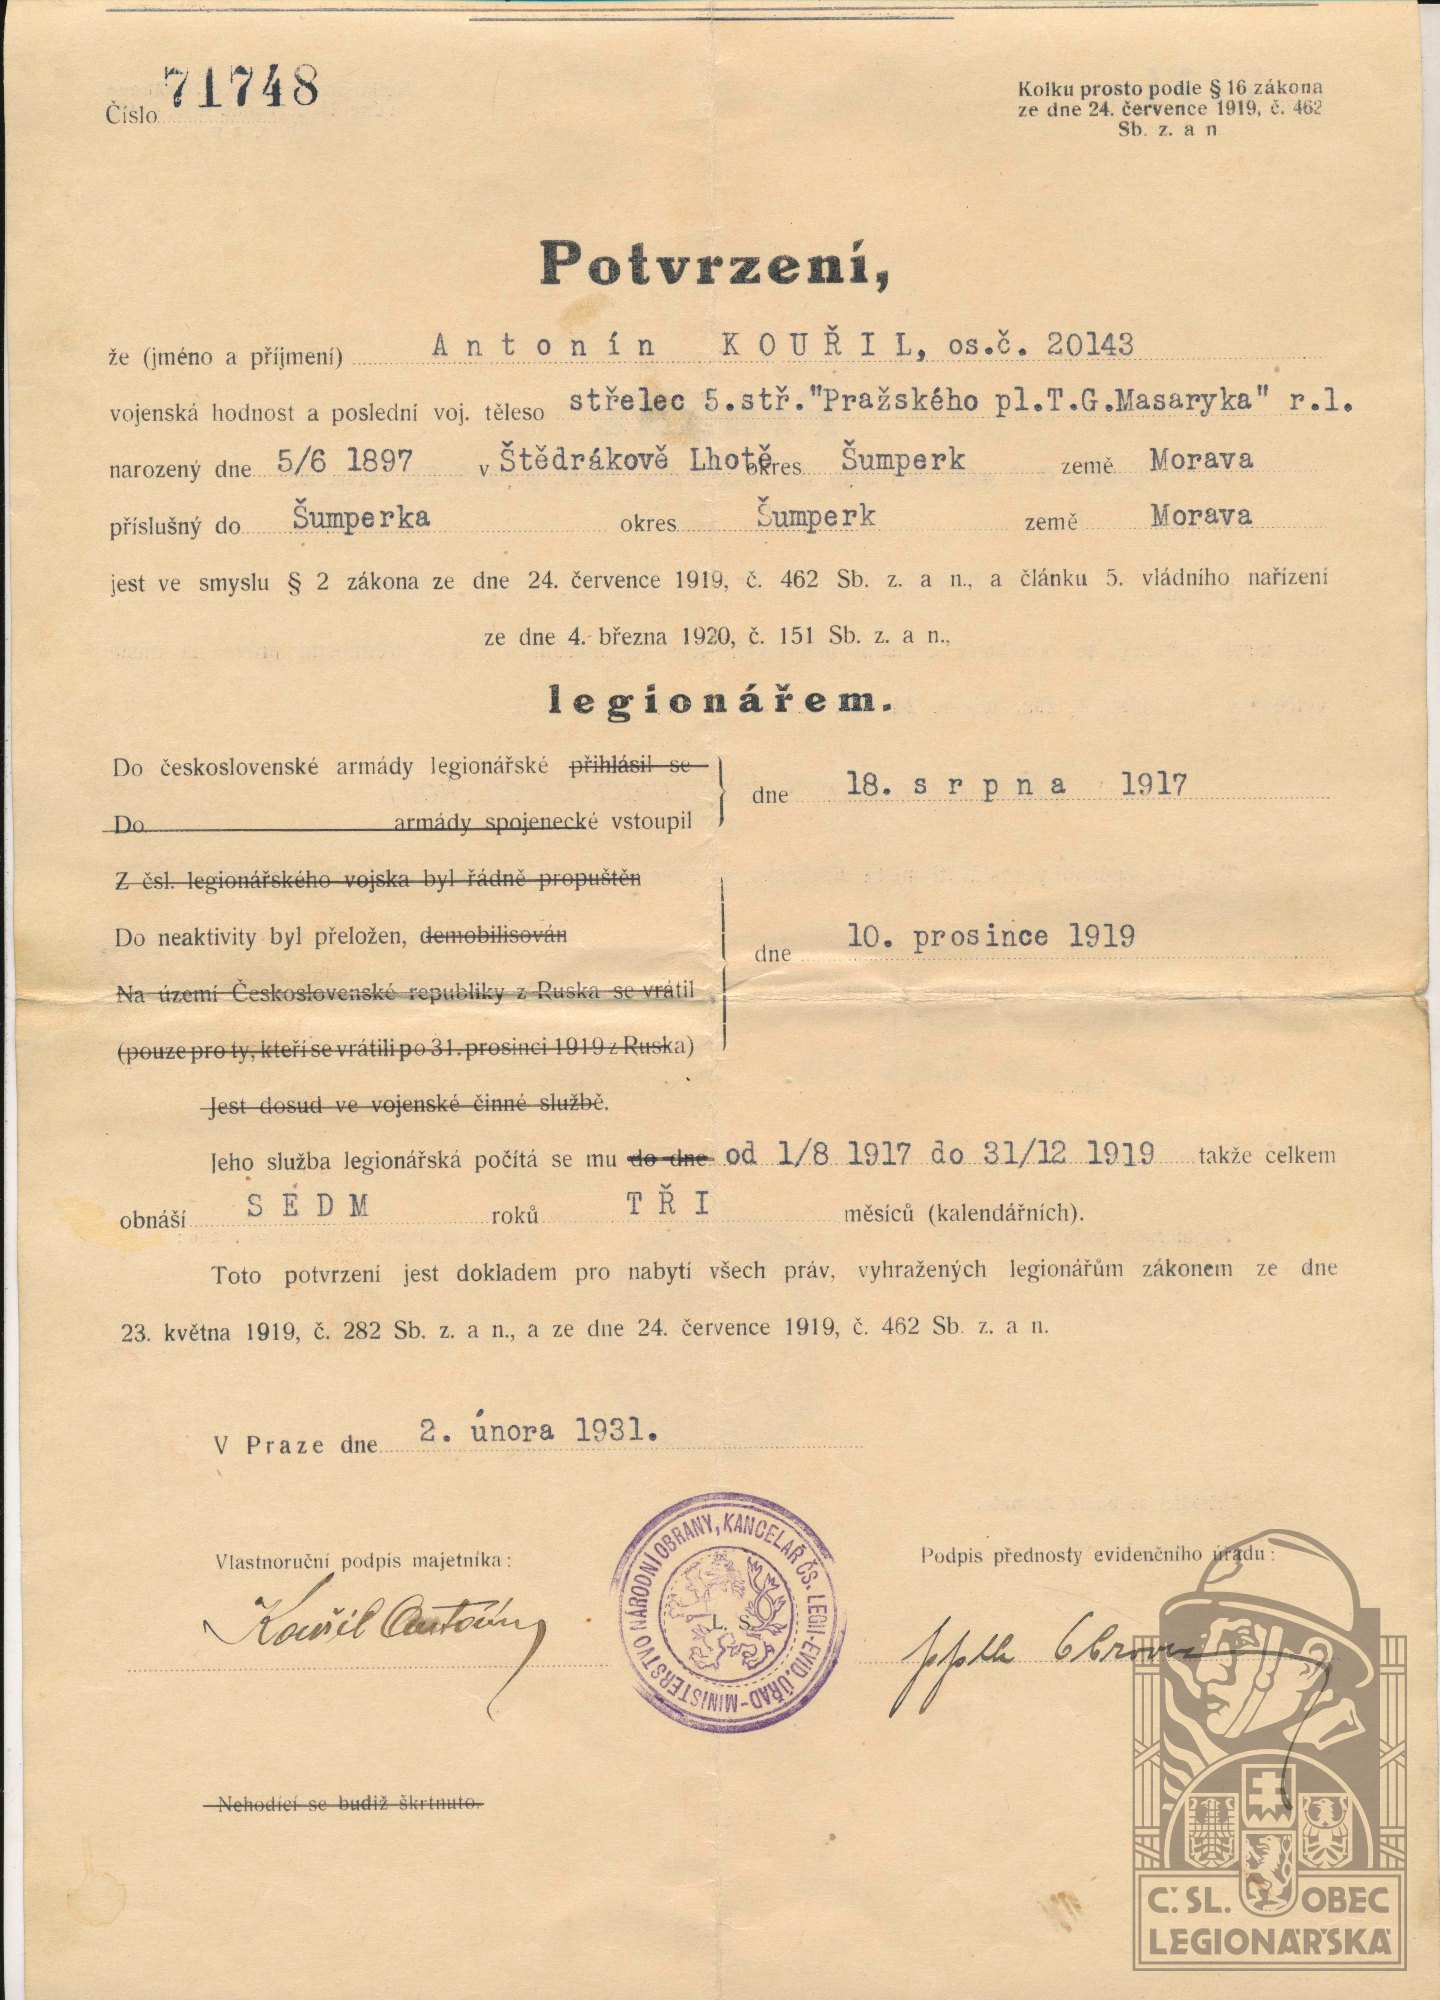 Číslo 71748
Kolku prosto podle § 16 zákona
ze dne 24. července 1919, č. 462
Sb. z. a n
Potvrzení,
že (jméno a příjmení) Antonín KOUŘIL, os.č. 20143
vojenská hodnost a poslední voj. těleso střelec 5.stř."Pražského pl.T.G.Masaryka" r.l.
narozený dne 5/6 1897 v Štědrákově Lhotě okres Šumperk země Morava
příslušný do Šumperka okres Šumperk země Morava
jest ve smyslu § 2 zákona ze dne 24. července 1919, č. 462 Sb. z. a n., a článku 5. vládního nařízení
ze dne 4. března 1920, č. 151 Sb. z. a n.,
legionářem.
Do československé armády legionářské přihlásil se
dne 18. srpna 1917
Do armády spojenecké vstoupil
Z čsl. legionářského vojska byl řádně propuštěn
Do neaktivity byl přeložen, demobilisován
dne 10. prosince 1919
Na území Československé republiky z Ruska se vrátil
(pouze pro ty, kteří se vrátili po 31. prosinci 1919 z Ruska)
Jest dosud ve vojenské činné službě.
Jeho služba legionářská počítá se mu do dne od 1/8 1917 do 31/12 1919 takže celkem
obnáší SEDM roků TŘI měsíců (kalendářních).
Toto potvrzení jest dokladem pro nabytí všech práv, vyhražených legionářům zákonem ze dne
23. května 1919, č. 282 Sb. z. a n., a ze dne 24. července 1919, č. 462 Sb. z. a n.
V Praze dne 2. února 1931.
Vlastnoruční podpis majetníka:
Podpis přednosty evidenčního úřadu:
Kouřil Antonín
MINISTERSTVO NÁRODNÍ OBRANY, KANCELÁŘ ČS. LEGII-EVID. ÚŘAD-
L. S.
Nehodící se budiž škrtnuto.
Č.SL. OBEC
LEGIONÁŘSKÁ